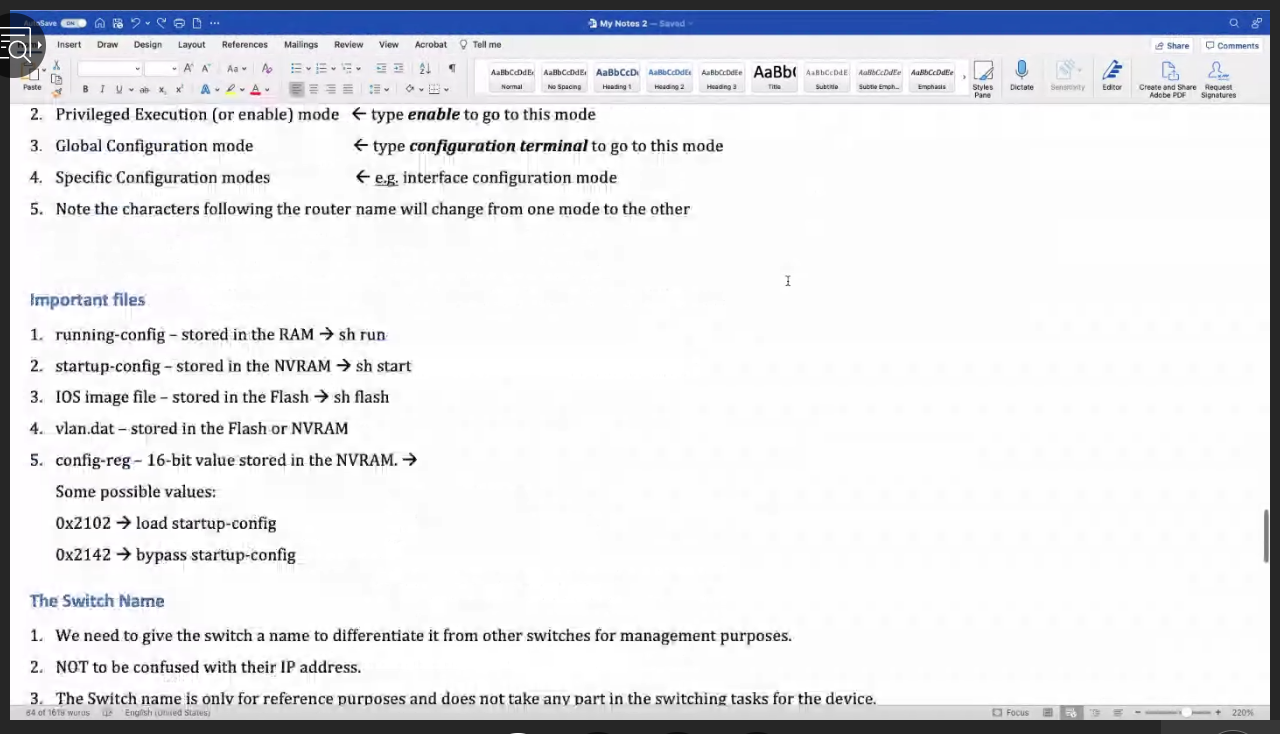 AutoSave ON
My Notes 2 — Saved
Insert Draw Design Layout References Mailings Review View Acrobat Tell me
Share Comments
Paste
AaBbCcDdEe AaBbCcDdEe AaBbCcD AaBbCcDdEe AaBbCcDdEe AaBb( AaBbCcDdE AaBbCcDdEe AaBbCcDdEe
Normal No Spacing Heading 1 Heading 2 Heading 3 Title Subtitle Subtle Emph... Emphasis
Styles Pane Dictate Sensitivity Editor Create and Share Adobe PDF Request Signatures
2. Privileged Execution (or enable) mode ← type enable to go to this mode
3. Global Configuration mode ← type configuration terminal to go to this mode
4. Specific Configuration modes ← e.g. interface configuration mode
5. Note the characters following the router name will change from one mode to the other
Important files
1. running-config – stored in the RAM → sh run
2. startup-config – stored in the NVRAM → sh start
3. IOS image file – stored in the Flash → sh flash
4. vlan.dat – stored in the Flash or NVRAM
5. config-reg – 16-bit value stored in the NVRAM. →
Some possible values:
0x2102 → load startup-config
0x2142 → bypass startup-config
The Switch Name
1. We need to give the switch a name to differentiate it from other switches for management purposes.
2. NOT to be confused with their IP address.
3. The Switch name is only for reference purposes and does not take any part in the switching tasks for the device.
English (United States) Focus 220%